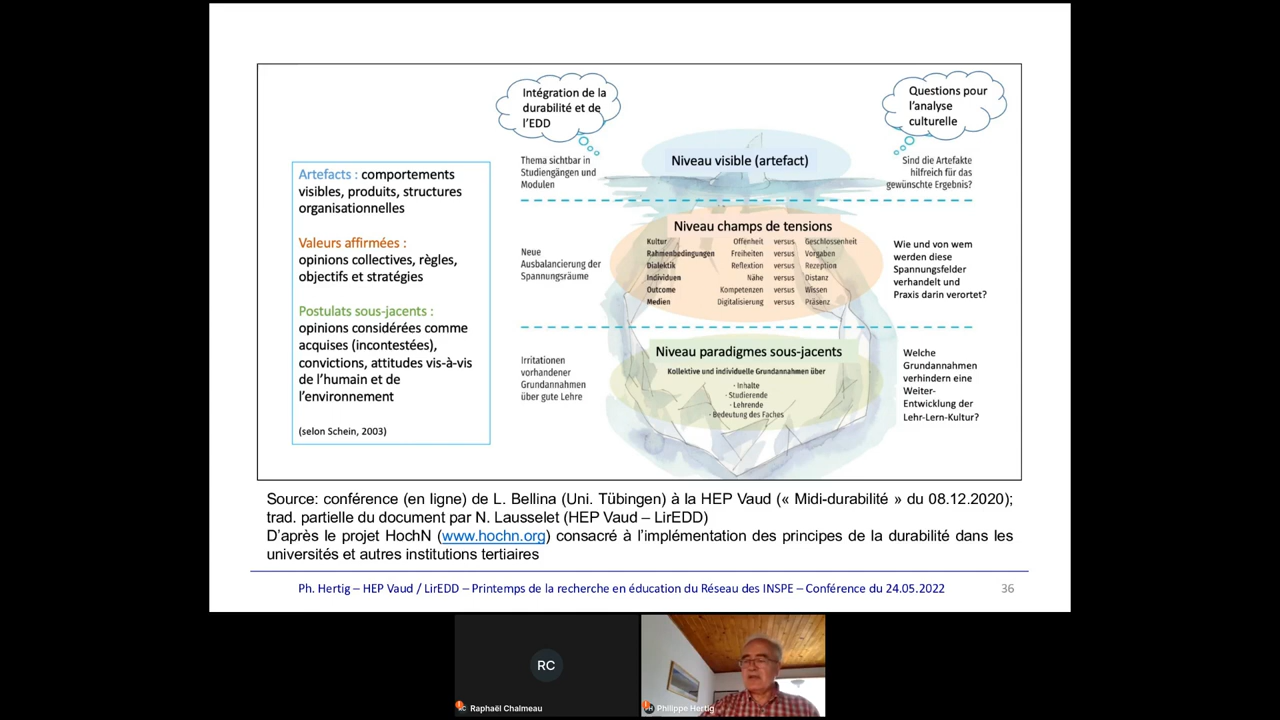 Intégration de la
durabilité et de
l'EDD
Questions pour
l'analyse
culturelle
Artefacts : comportements
visibles, produits, structures
organisationnelles
Valeurs affirmées :
opinions collectives, règles,
objectifs et stratégies
Postulats sous-jacents :
opinions considérées comme
acquises (incontestées),
convictions, attitudes vis-à-vis
de l'humain et de
l'environnement
(selon Schein, 2003)
Thema sichtbar in
Studiengängen und
Modulen
Niveau visible (artefact)
Sind die Artefakte
hilfreich für das
gewünschte Ergebnis?
Neue
Ausbalancierung der
Spannungsräume
Niveau champs de tensions
Kultur Offenheit versus Geschlossenheit
Rahmenbedingungen Freiheiten versus Vorgaben
Dialektik Reflection versus Rezeption
Individuen Nähe versus Distanz
Outcome Kompetenzen versus Wissen
Medien Digitalisierung versus Präsenz
Wie und von wem
werden diese
Spannungsfelder
verhandelt und
Praxis darin verortet?
Irritationen
vorhandener
Grundannahmen
über gute Lehre
Niveau paradigmes sous-jacents
Kollektive und individuelle Grundannahmen über
· Inhalte
· Studierende
· Lehrende
· Bedeutung des Faches
Welche
Grundannahmen
verhindern eine
Weiter-
Entwicklung der
Lehr-Lern-Kultur?
Source: conférence (en ligne) de L. Bellina (Uni. Tübingen) à la HEP Vaud (« Midi-durabilité » du 08.12.2020);
trad. partielle du document par N. Lausselet (HEP Vaud – LirEDD)
D'après le projet HochN (www.hochn.org) consacré à l'implémentation des principes de la durabilité dans les
universités et autres institutions tertiaires
Ph. Hertig – HEP Vaud / LirEDD – Printemps de la recherche en éducation du Réseau des INSPE – Conférence du 24.05.2022
36
RC
Raphaël Chalmeau
Philippe Hertig